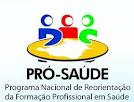 PRÓ-SAÚDE
Programa Nacional de Reorientação
da Formação Profissional em Saúde